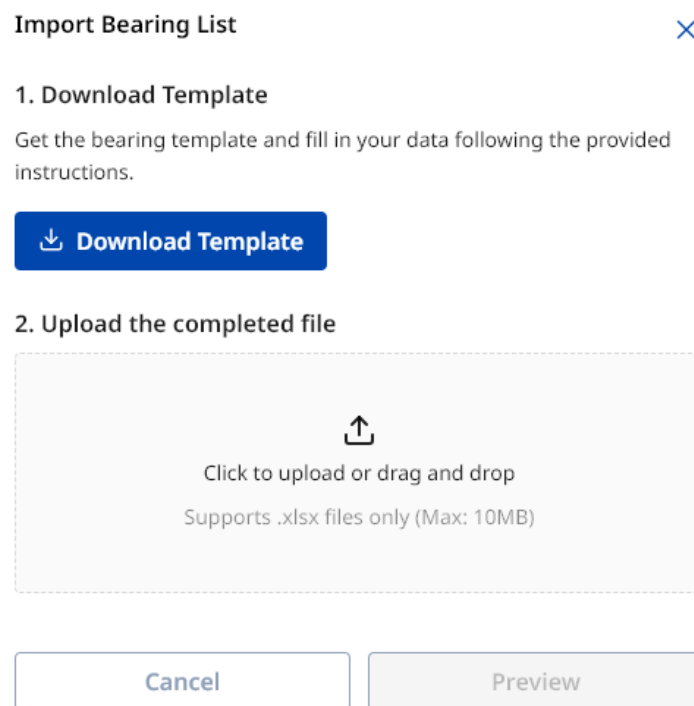 Import Bearing List
1. Download Template
Get the bearing template and fill in your data following the provided
instructions.
Download Template
2. Upload the completed file
Click to upload or drag and drop
Supports .xlsx files only (Max: 10MB)
Cancel
Preview